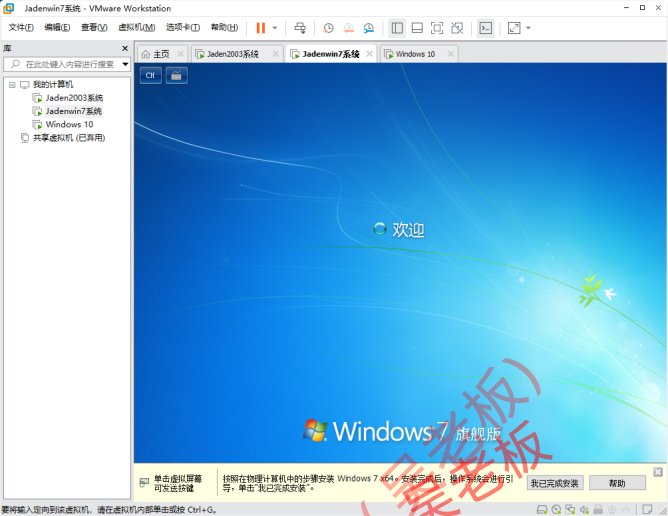 Jadenwin7系统 - VMware Workstation
文件(F) 编辑(E) 查看(V) 虚拟机(M) 选项卡(T) 帮助(H)
库
在此处键入内容进行搜索
我的计算机
Jaden2003系统
Jadenwin7系统
Windows 10
共享虚拟机 (已弃用)
主页 Jaden2003系统 Jadenwin7系统 Windows 10
CH
欢迎
Windows 7 旗舰版
吴老板)
(吴老板
单击虚拟屏幕
可发送按键
按照在物理计算机中的步骤安装 Windows 7 x64。安装完成后，操作系统会进行引
导，单击"我已完成安装"。
我已完成安装 帮助
要将输入定向到该虚拟机，请在虚拟机内部单击或按 Ctrl+G。